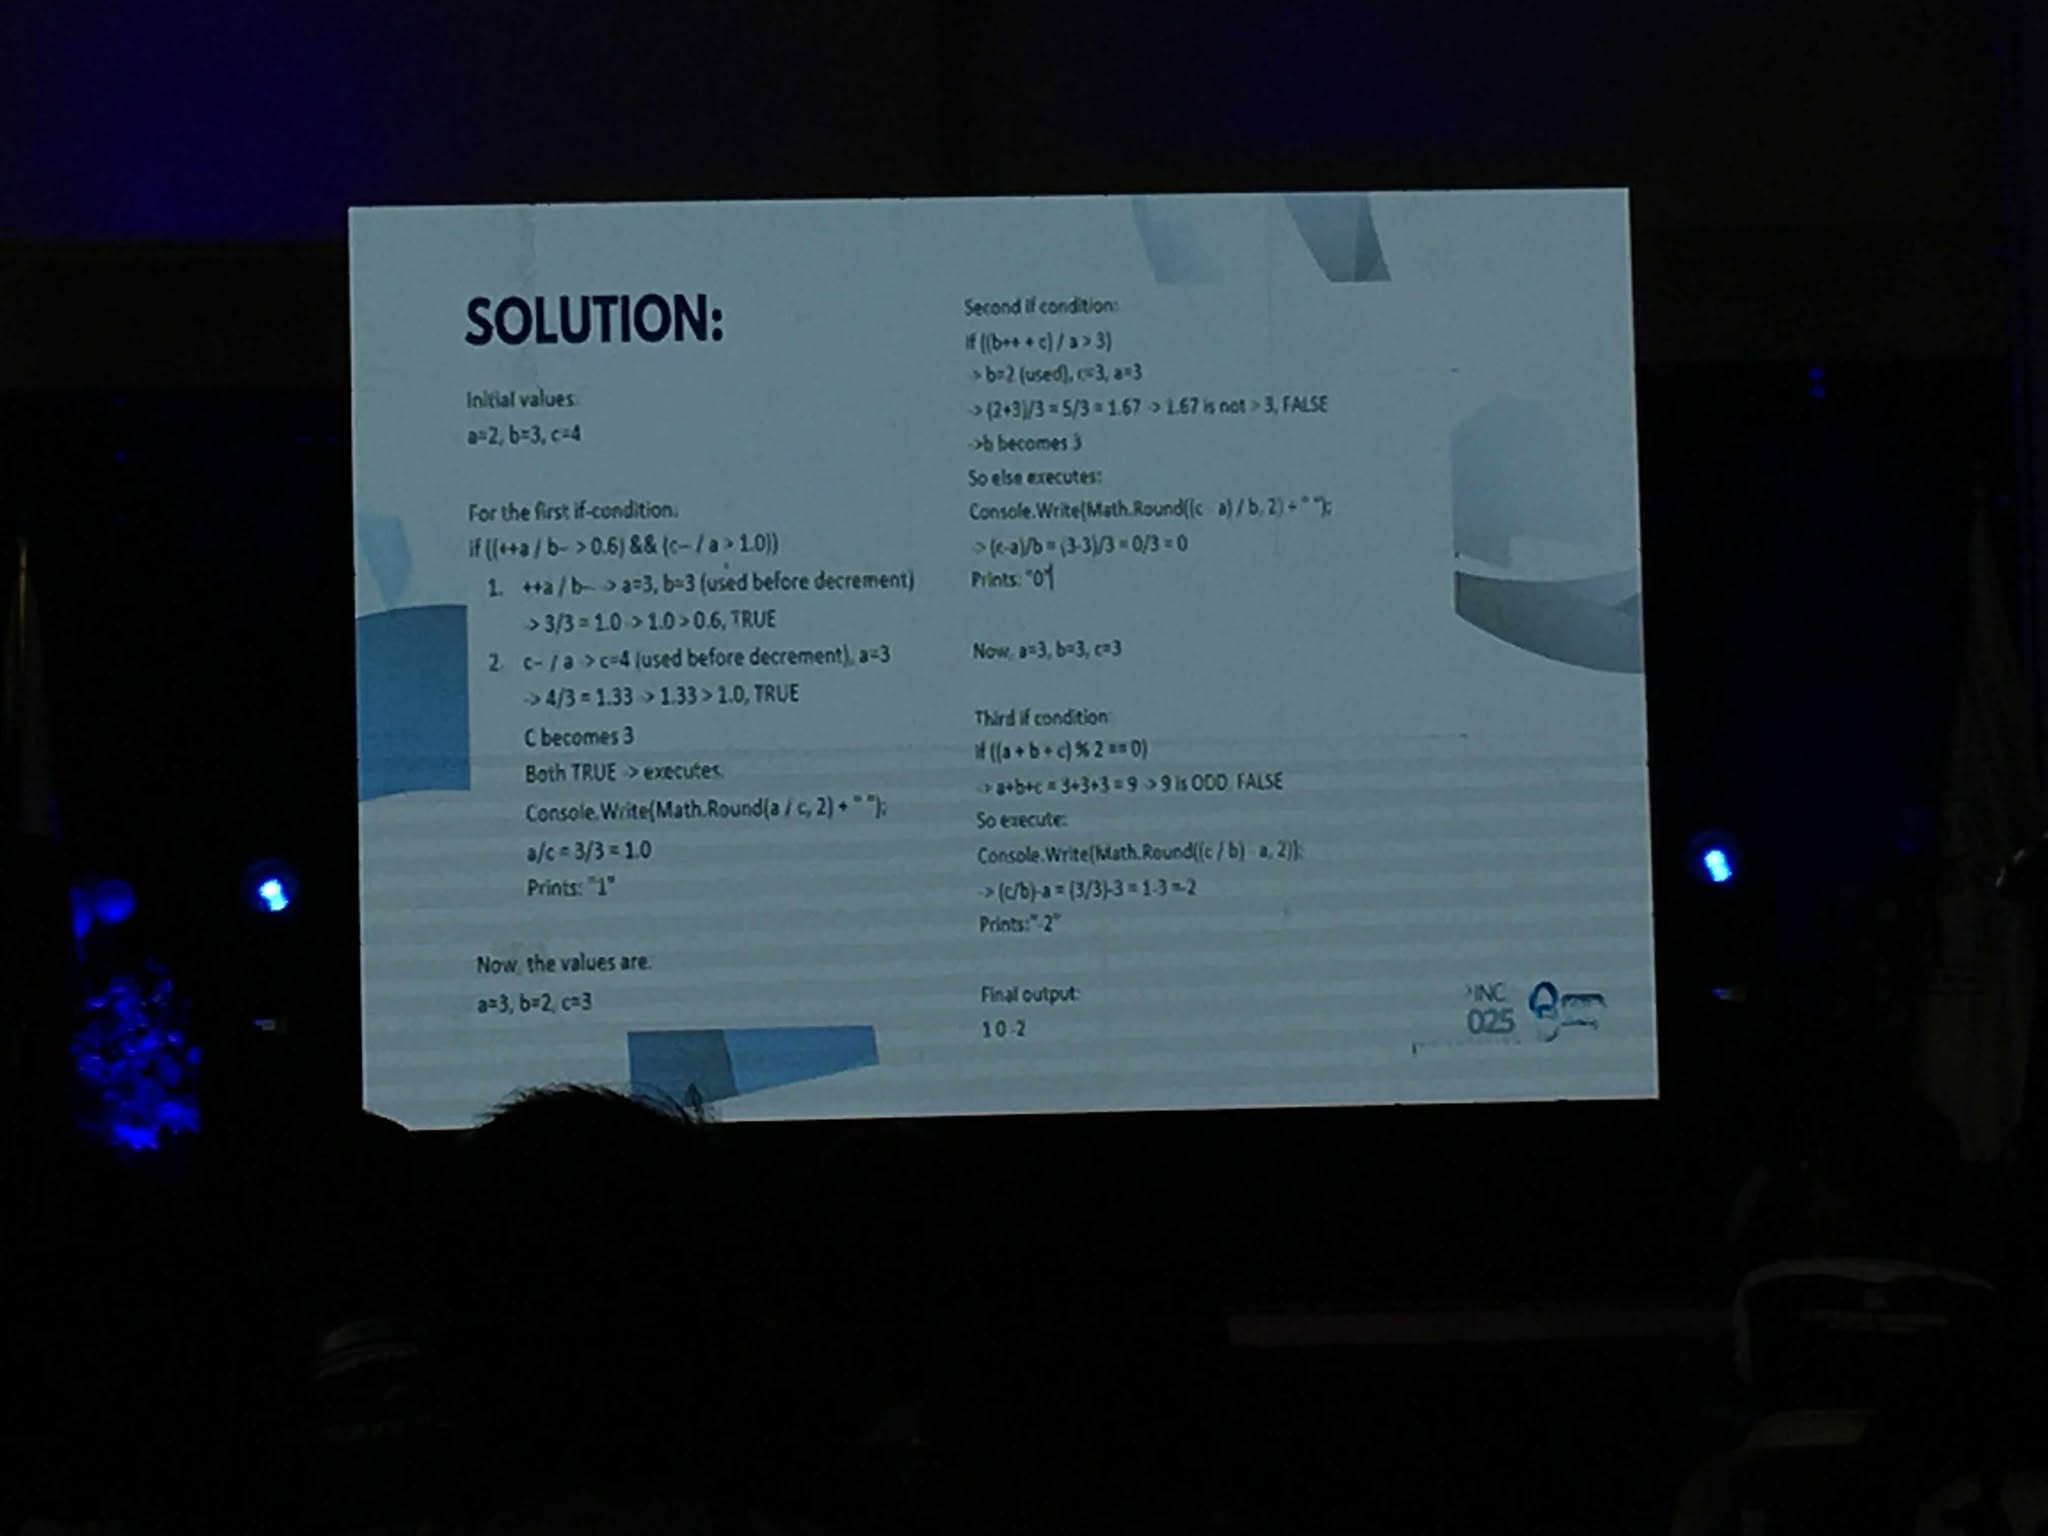 SOLUTION:
Initial values:
a=2, b=3, c=4
For the first if-condition:
if ((++a / b-- > 0.6) && (c-- / a > 1.0))
1. ++a / b-- -> a=3, b=3 (used before decrement)
-> 3/3 = 1.0 -> 1.0 > 0.6, TRUE
2. c-- / a -> c=4 (used before decrement), a=3
-> 4/3 = 1.33 -> 1.33 > 1.0, TRUE
C becomes 3
Both TRUE -> executes:
Console.Write(Math.Round(a / c, 2) + " ");
a/c = 3/3 = 1.0
Prints: "1"
Now, the values are:
a=3, b=2, c=3
Second if condition:
if ((b++ + c) / a > 3)
-> b=2 (used), c=3, a=3
-> (2+3)/3 = 5/3 = 1.67 -> 1.67 is not > 3, FALSE
->b becomes 3
So else executes:
Console.Write(Math.Round((c - a) / b, 2) + " ");
-> (c-a)/b = (3-3)/3 = 0/3 = 0
Prints: "0"
Now, a=3, b=3, c=3
Third if condition:
if ((a + b + c) % 2 == 0)
-> a+b+c = 3+3+3 = 9 -> 9 is ODD, FALSE
So execute:
Console.Write(Math.Round((c / b) - a, 2));
-> (c/b)-a = (3/3)-3 = 1-3 =-2
Prints:"-2"
Final output:
1 0 -2
INC
025